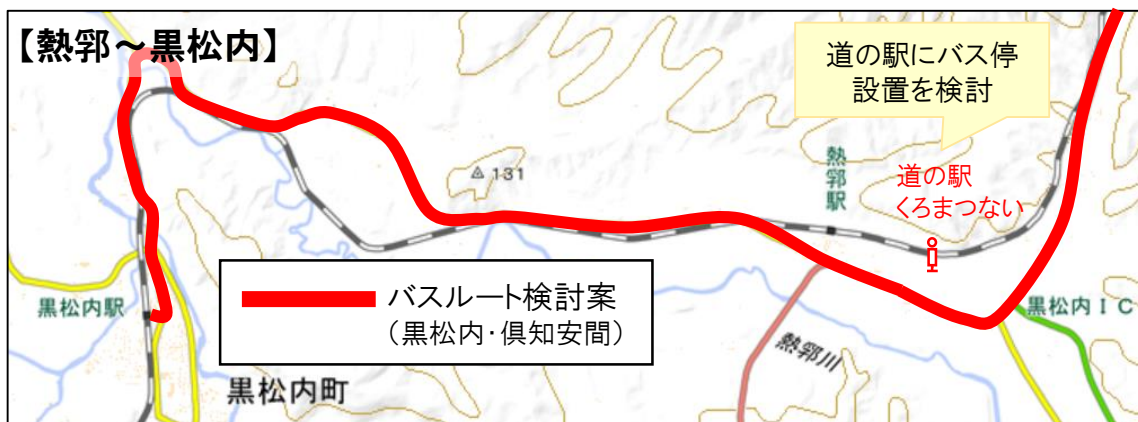 【熱郛～黒松内】
道の駅にバス停
設置を検討
熱郛駅
道の駅
くろまつない
131
黒松内駅
バスルート検討案
（黒松内・倶知安間）
黒松内ＩＣ
熱郛川
黒松内町